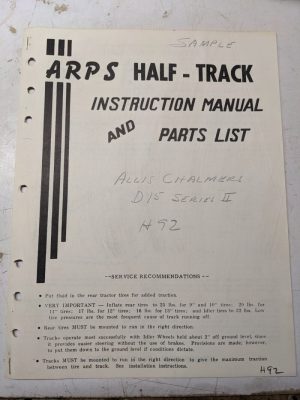 SAMPLE
ARPS HALF-TRACK
INSTRUCTION MANUAL
AND PARTS LIST
ALLIS CHALMERS
D15 SERIES II
H92
--SERVICE RECOMMENDATIONS--
• Put fluid in the rear tractor tires for added traction.
• VERY IMPORTANT — Inflate rear tires to 25 lbs. for 9" and 10" tires; 20 lbs. for
11" tires; 17 lbs. for 12" tires; 16 lbs. for 13" tires; and Idler tires to 22 lbs. Low
tire pressures are the most frequent cause of track running off.
• Rear tires MUST be mounted to run in the right direction.
• Tracks operate most successfully with Idler Wheels held about 2" off ground level, since
it provides easier steering without the use of brakes. Provisions are made, however,
to put them down to the ground level if conditions dictate.
• Tracks MUST be mounted to run in the right direction to give the maximum traction
between tire and track. See installation instructions.
H92